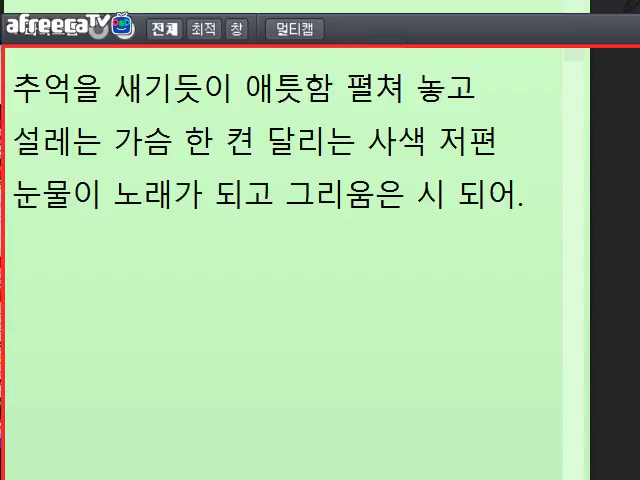 afreecaTV
전체 최적 창 멀티캠
추억을 새기듯이 애틋함 펼쳐 놓고
설레는 가슴 한 켠 달리는 사색 저편
눈물이 노래가 되고 그리움은 시 되어.